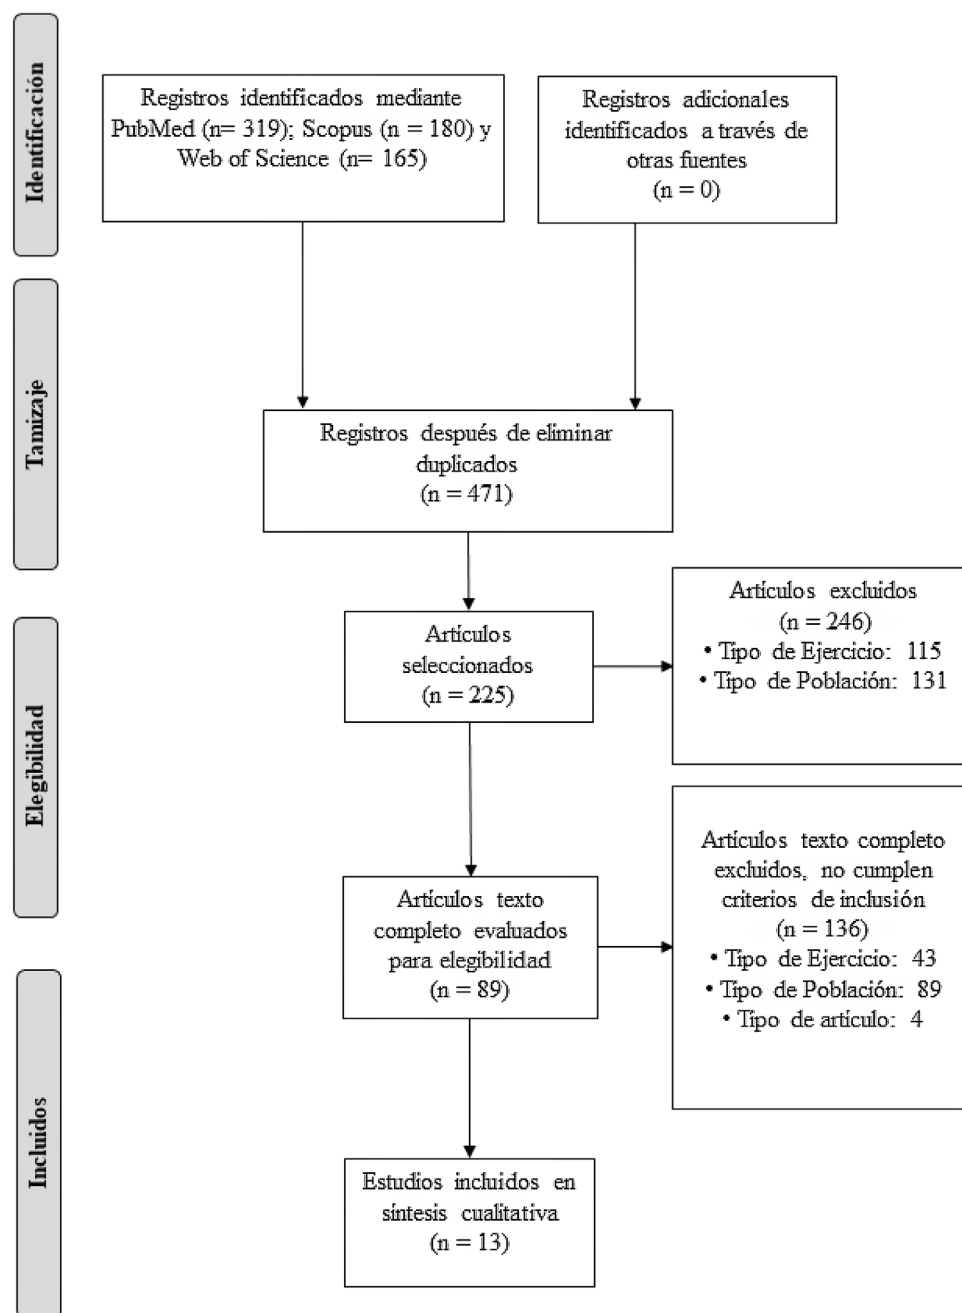 Identificación
Registros identificados mediante
PubMed (n= 319); Scopus (n = 180) y
Web of Science (n= 165)
Registros adicionales
identificados a través de
otras fuentes
(n = 0)
Tamizaje
Registros después de eliminar
duplicados
(n = 471)
Elegibilidad
Artículos
seleccionados
(n = 225)
Artículos excluidos
(n = 246)
• Tipo de Ejercicio: 115
• Tipo de Población: 131
Artículos texto
completo evaluados
para elegibilidad
(n = 89)
Artículos texto completo
excluidos, no cumplen
criterios de inclusión
(n = 136)
• Tipo de Ejercicio: 43
• Tipo de Población: 89
• Tipo de artículo: 4
Incluidos
Estudios incluidos en
síntesis cualitativa
(n = 13)